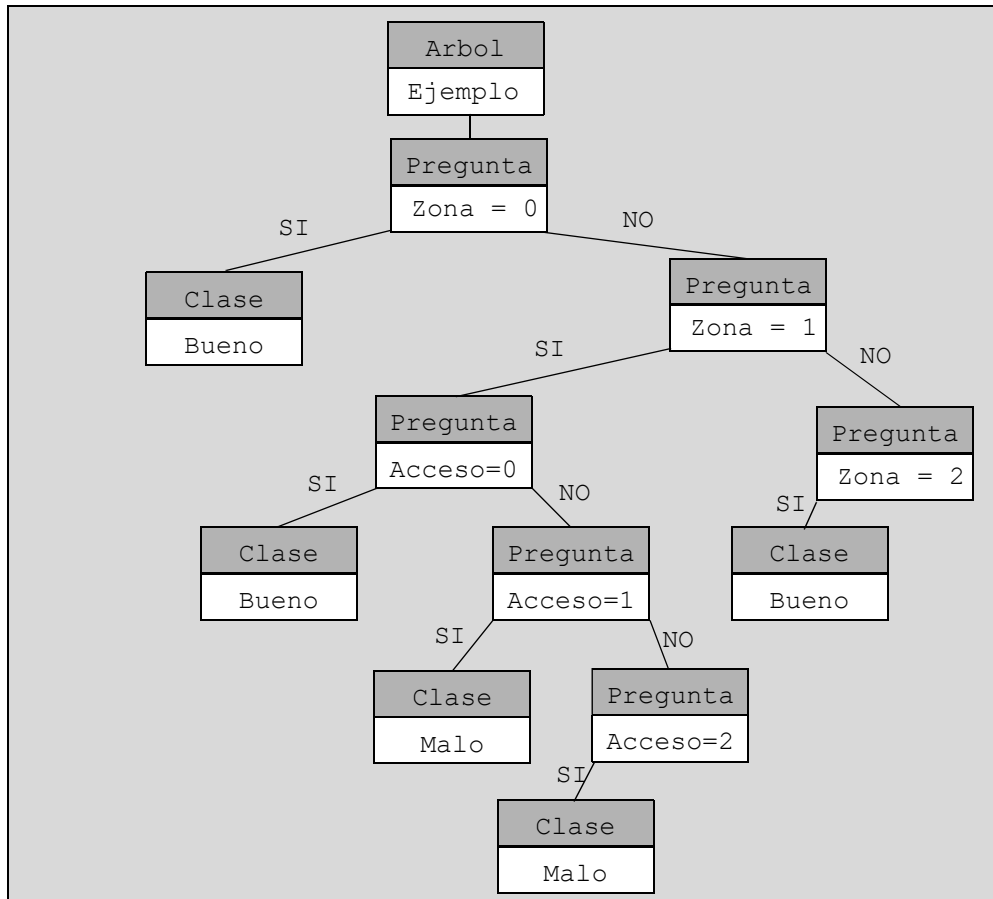 Arbol
Ejemplo
Pregunta
Zona = 0
SI
NO
Clase
Bueno
Pregunta
Zona = 1
SI
NO
Pregunta
Acceso=0
Pregunta
Zona = 2
SI
NO
SI
Clase
Bueno
Pregunta
Acceso=1
Clase
Bueno
SI
NO
Clase
Malo
Pregunta
Acceso=2
SI
Clase
Malo